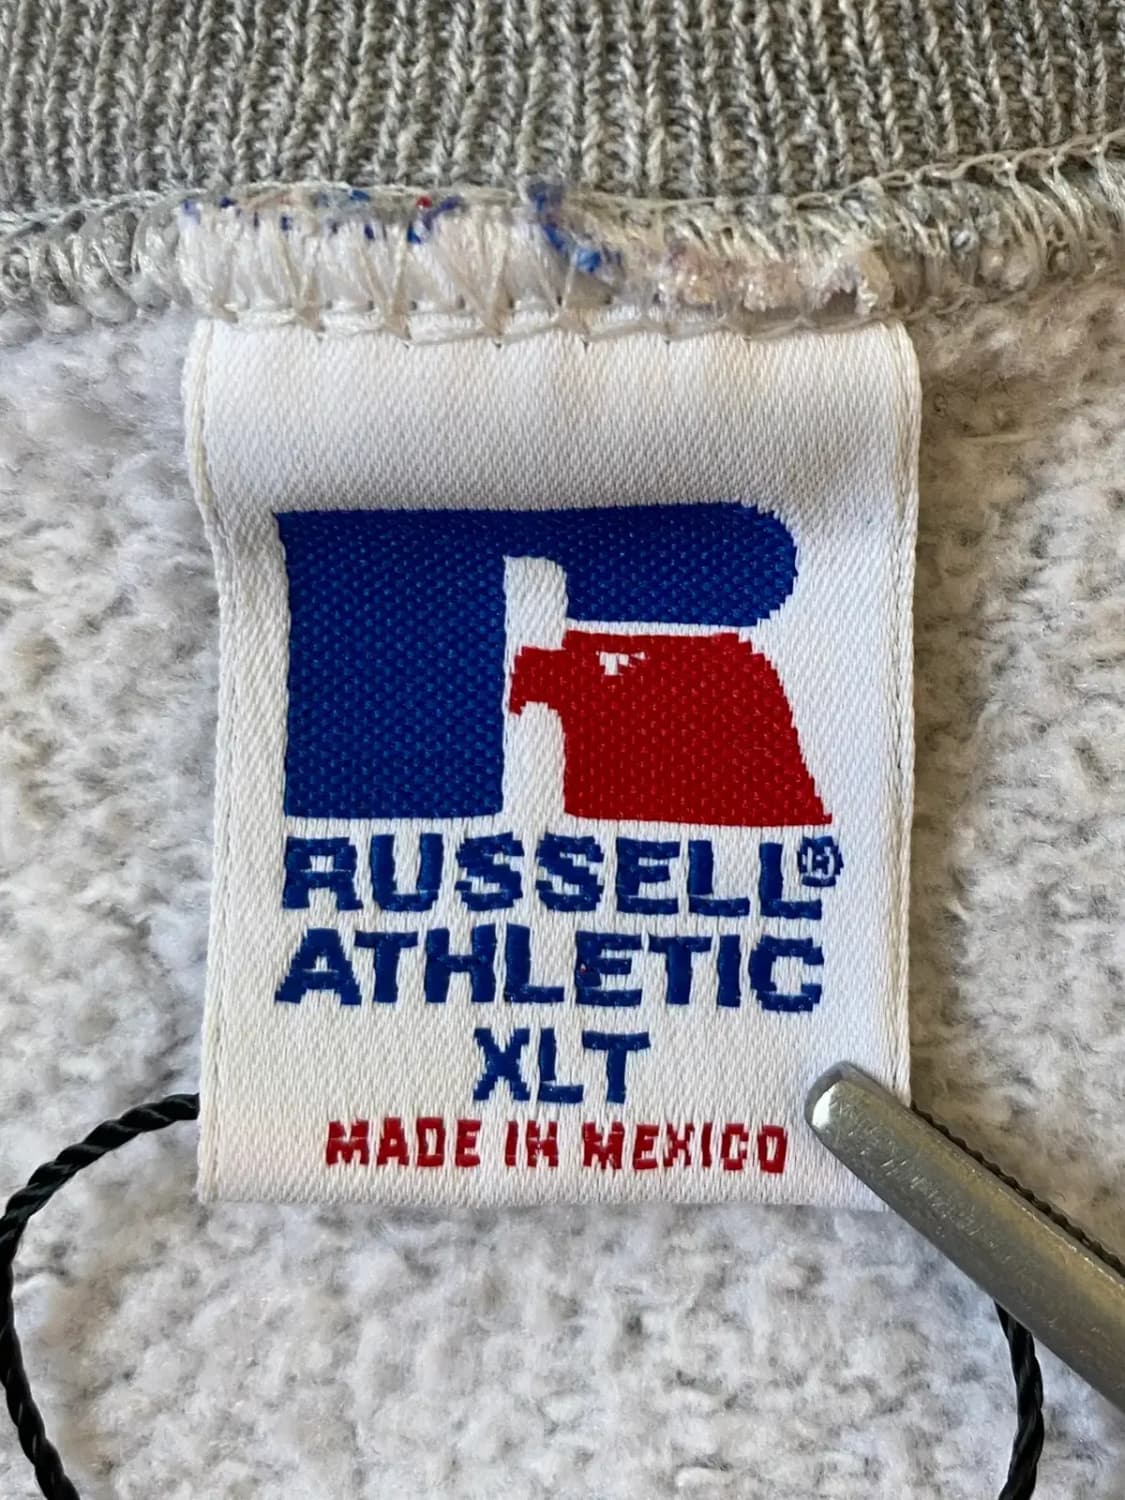 RUSSELL®
ATHLETIC
XLT
MADE IN MEXICO